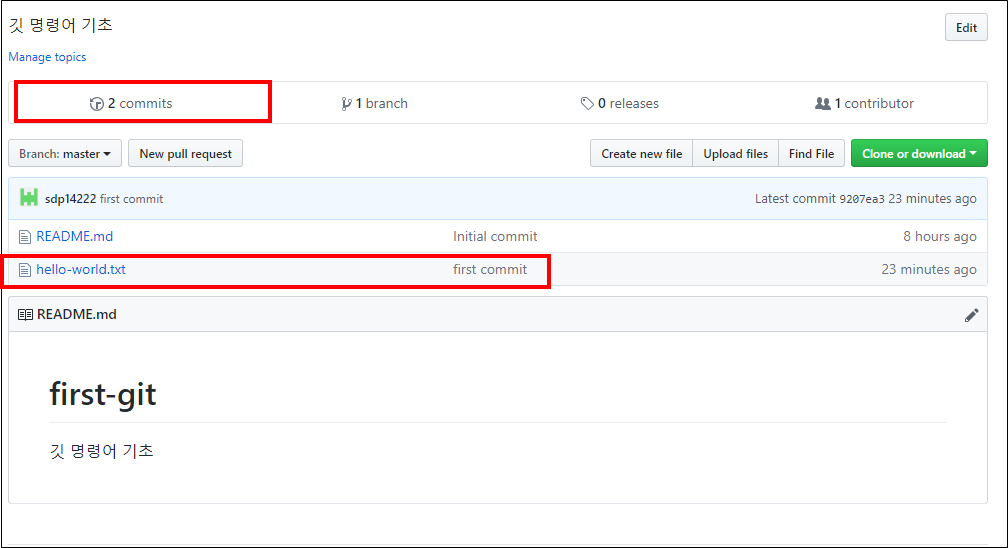 깃 명령어 기초
Edit
Manage topics
2 commits 1 branch 0 releases 1 contributor
Branch: master New pull request Create new file Upload files Find File Clone or download
sdp14222 first commit Latest commit 9207ea3 23 minutes ago
README.md Initial commit 8 hours ago
hello-world.txt first commit 23 minutes ago
README.md
first-git
깃 명령어 기초